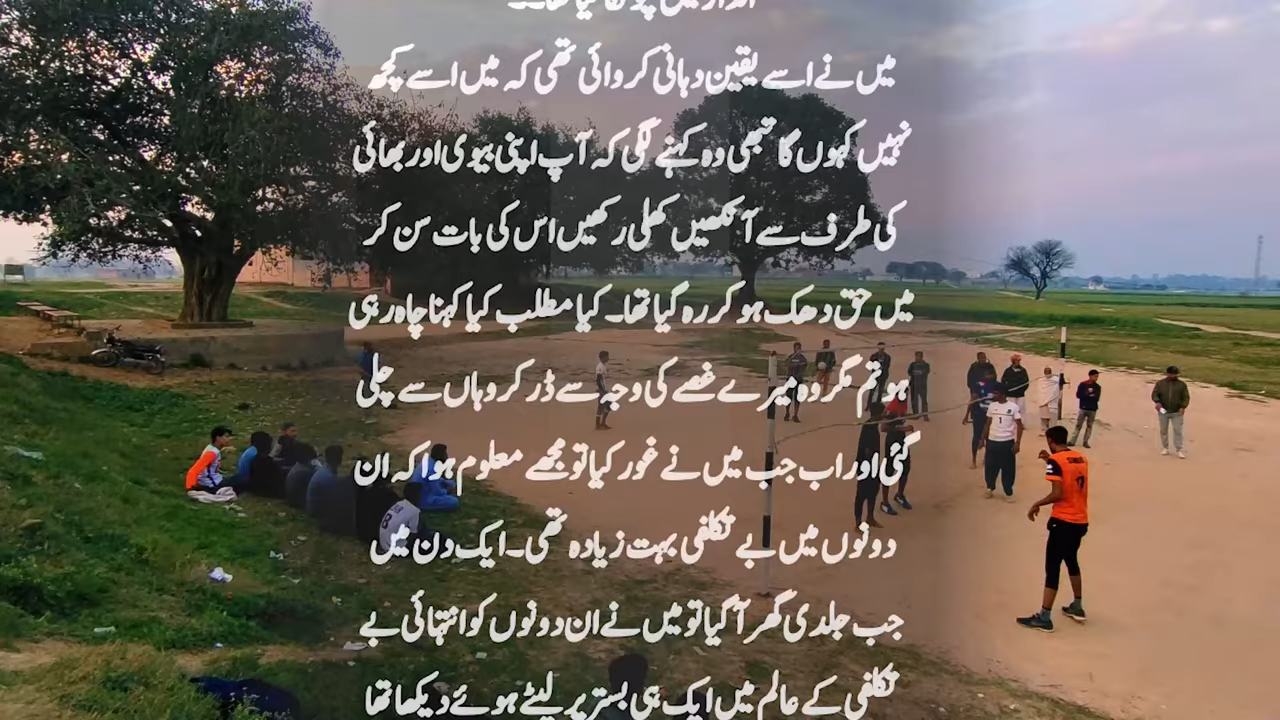 میں نے اسے یقین دہانی کروائی تھی کہ میں اسے کچھ
نہیں کہوں گا تبھی وہ کہنے لگی کہ آپ اپنی بیوی اور بھائی
کی طرف سے آنکھیں کھلی رکھیں اس کی بات سن کر
میں حق دھک ہو کر رہ گیا تھا۔ کیا مطلب کیا کہنا چاہ رہی
ہو تم مگر وہ میرے غصے کی وجہ سے ڈر کر وہاں سے چلی
گئی اور اب جب میں نے غور کیا تو مجھے معلوم ہوا کہ ان
دونوں میں بے تکلفی بہت زیادہ تھی۔ ایک دن میں
جب جلدی گھر آ گیا تو میں نے ان دونوں کو انتہائی بے
تکلفی کے عالم میں ایک ہی بستر پر لیٹے ہوئے دیکھا تھا